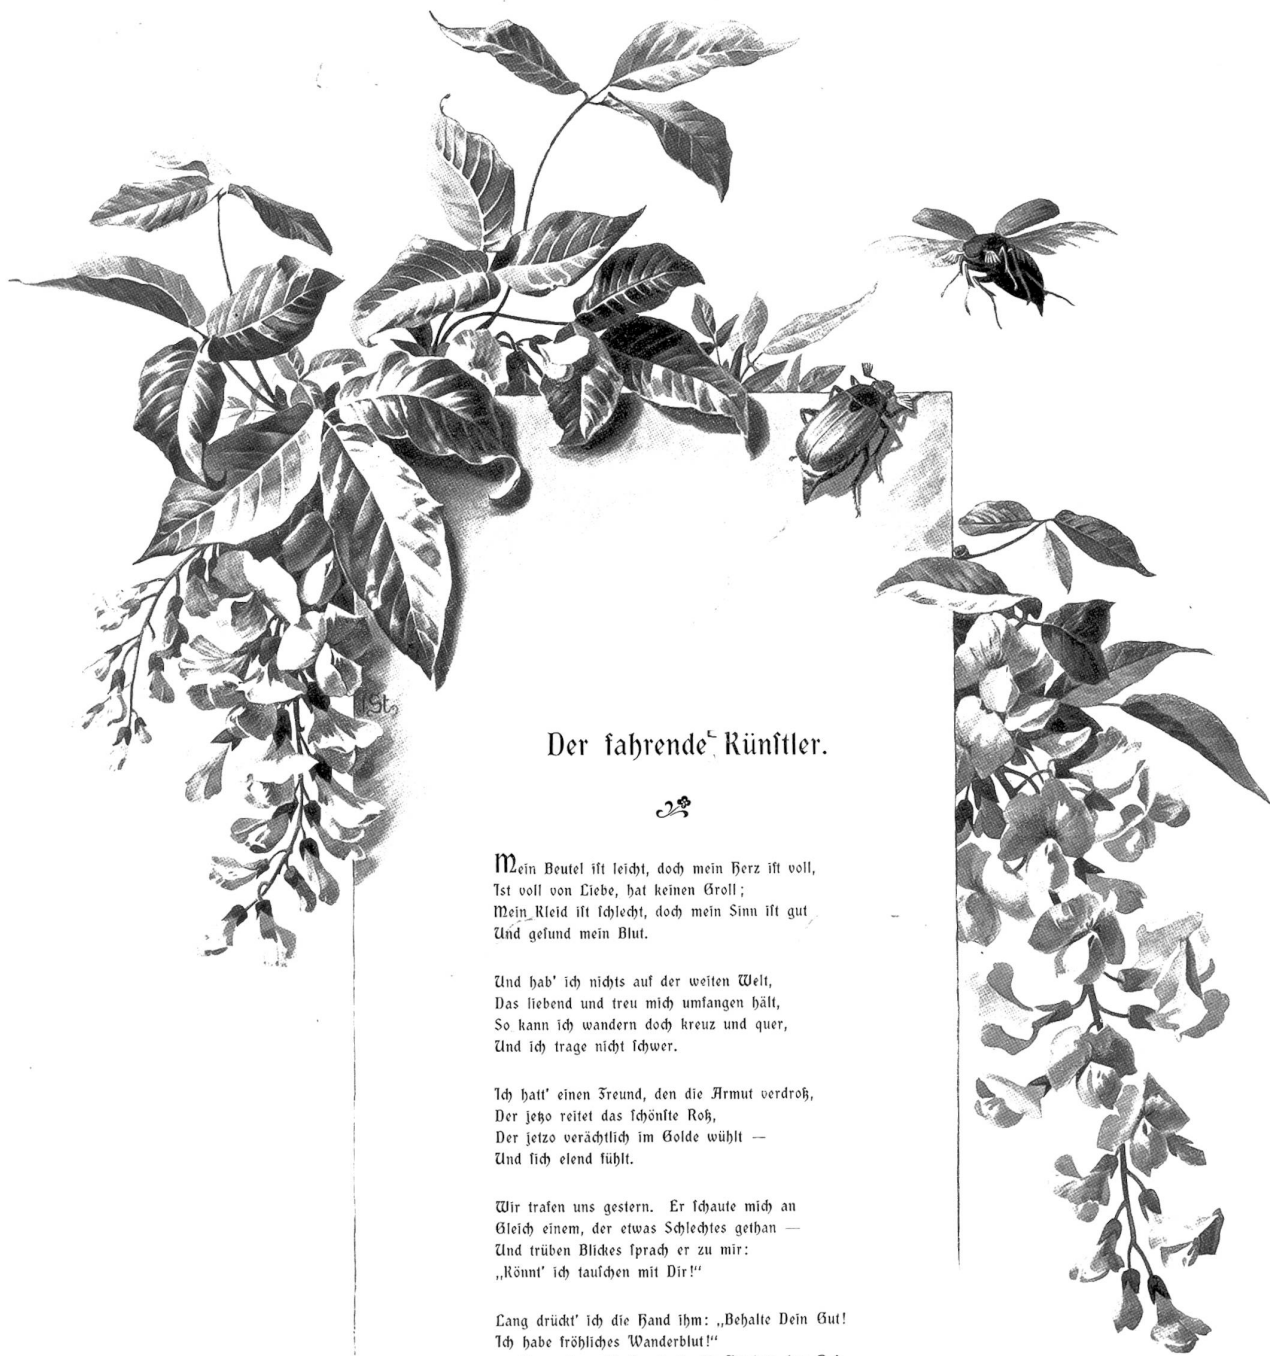 St.
Der fahrende Künſtler.
Mein Beutel iſt leicht, doch mein Herz iſt voll,
Iſt voll von Liebe, hat keinen Groll;
Mein Kleid iſt ſchlecht, doch mein Sinn iſt gut
Und geſund mein Blut.
Und hab' ich nichts auf der weiten Welt,
Das liebend und treu mich umfangen hält,
So kann ich wandern doch kreuz und quer,
Und ich trage nicht ſchwer.
Ich hatt' einen Freund, den die Armut verdroß,
Der jetzo reitet das ſchönſte Roß,
Der jetzo verächtlich im Golde wühlt —
Und ſich elend fühlt.
Wir trafen uns geſtern. Er ſchaute mich an
Gleich einem, der etwas Schlechtes gethan —
Und trüben Blickes ſprach er zu mir:
„Könnt' ich tauſchen mit Dir!“
Lang drückt' ich die Hand ihm: „Behalte Dein Gut!
Ich habe fröhliches Wanderblut!“